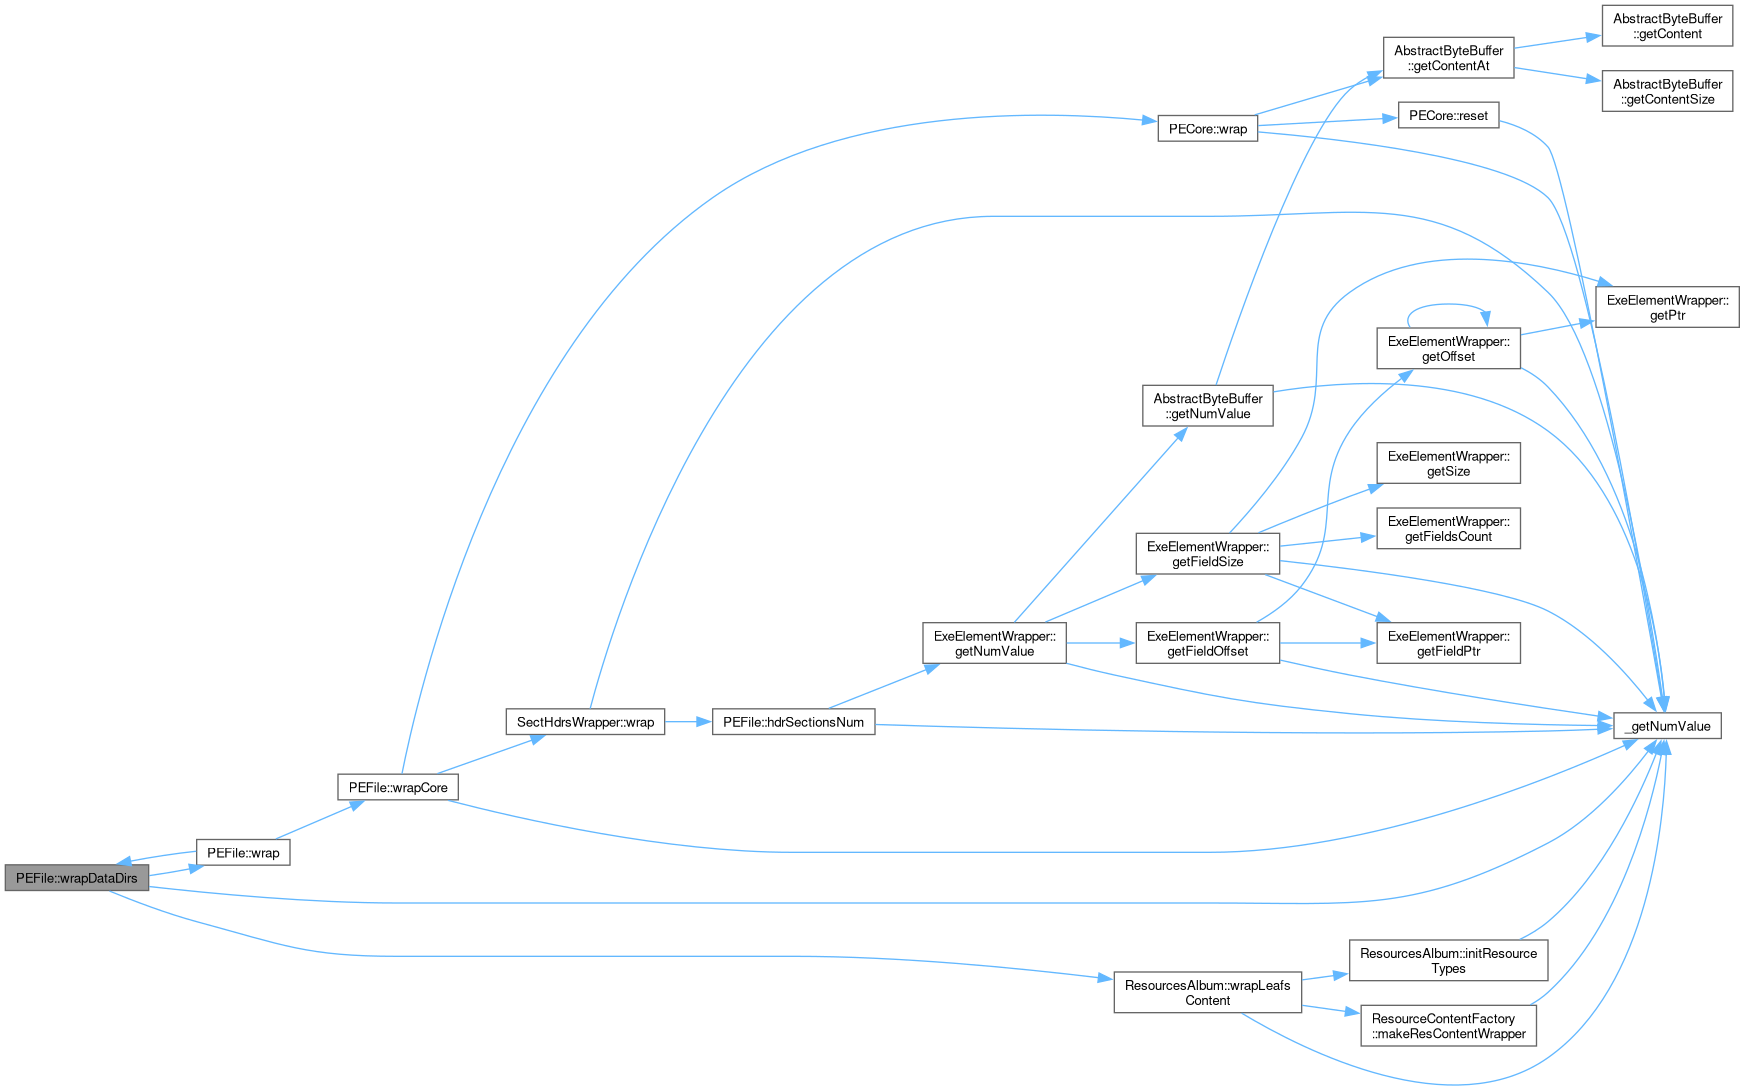 AbstractByteBuffer
::getContent
AbstractByteBuffer
::getContentAt
AbstractByteBuffer
::getContentSize
PECore::reset
PECore::wrap
ExeElementWrapper::
getPtr
ExeElementWrapper::
getOffset
AbstractByteBuffer
::getNumValue
ExeElementWrapper::
getSize
ExeElementWrapper::
getFieldsCount
ExeElementWrapper::
getFieldSize
ExeElementWrapper::
getNumValue
ExeElementWrapper::
getFieldOffset
ExeElementWrapper::
getFieldPtr
SectHdrsWrapper::wrap
PEFile::hdrSectionsNum
_getNumValue
PEFile::wrapCore
PEFile::wrap
PEFile::wrapDataDirs
ResourcesAlbum::initResource
Types
ResourcesAlbum::wrapLeafs
Content
ResourceContentFactory
::makeResContentWrapper